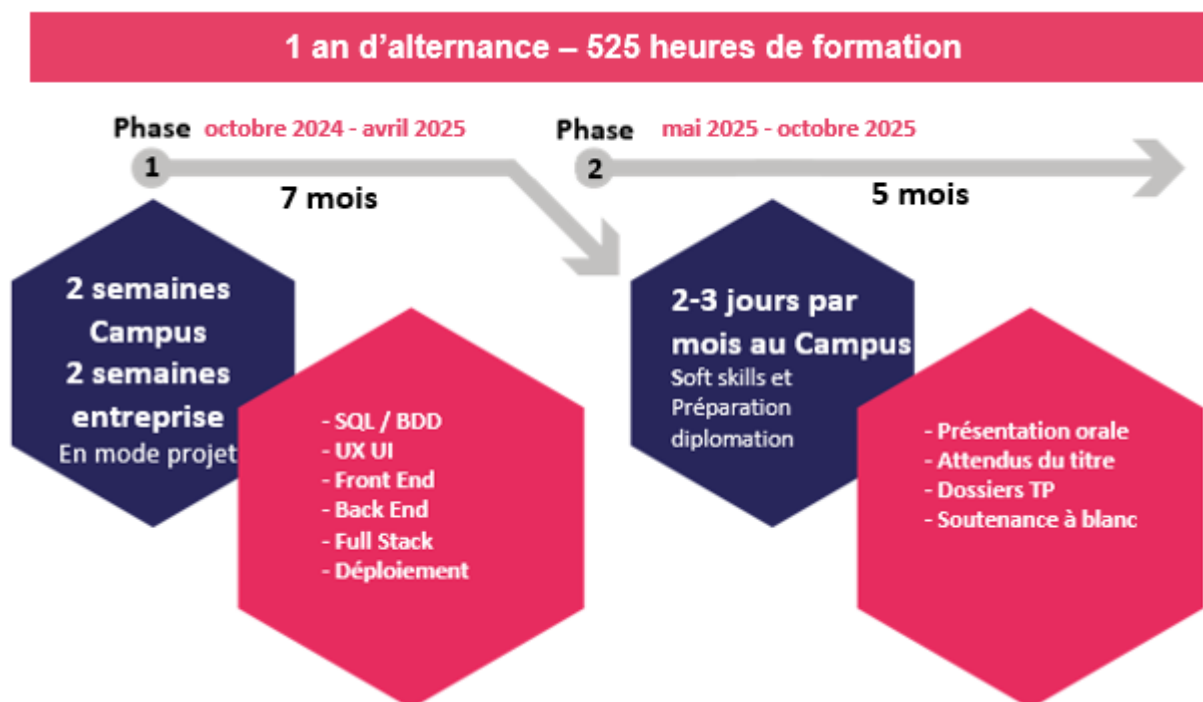 1 an d’alternance – 525 heures de formation
Phase octobre 2024 - avril 2025
1
7 mois
2 semaines
Campus
2 semaines
entreprise
En mode projet
- SQL / BDD
- UX UI
- Front End
- Back End
- Full Stack
- Déploiement
Phase mai 2025 - octobre 2025
2
5 mois
2-3 jours par
mois au Campus
Soft skills et
Préparation
diplomation
- Présentation orale
- Attendus du titre
- Dossiers TP
- Soutenance à blanc